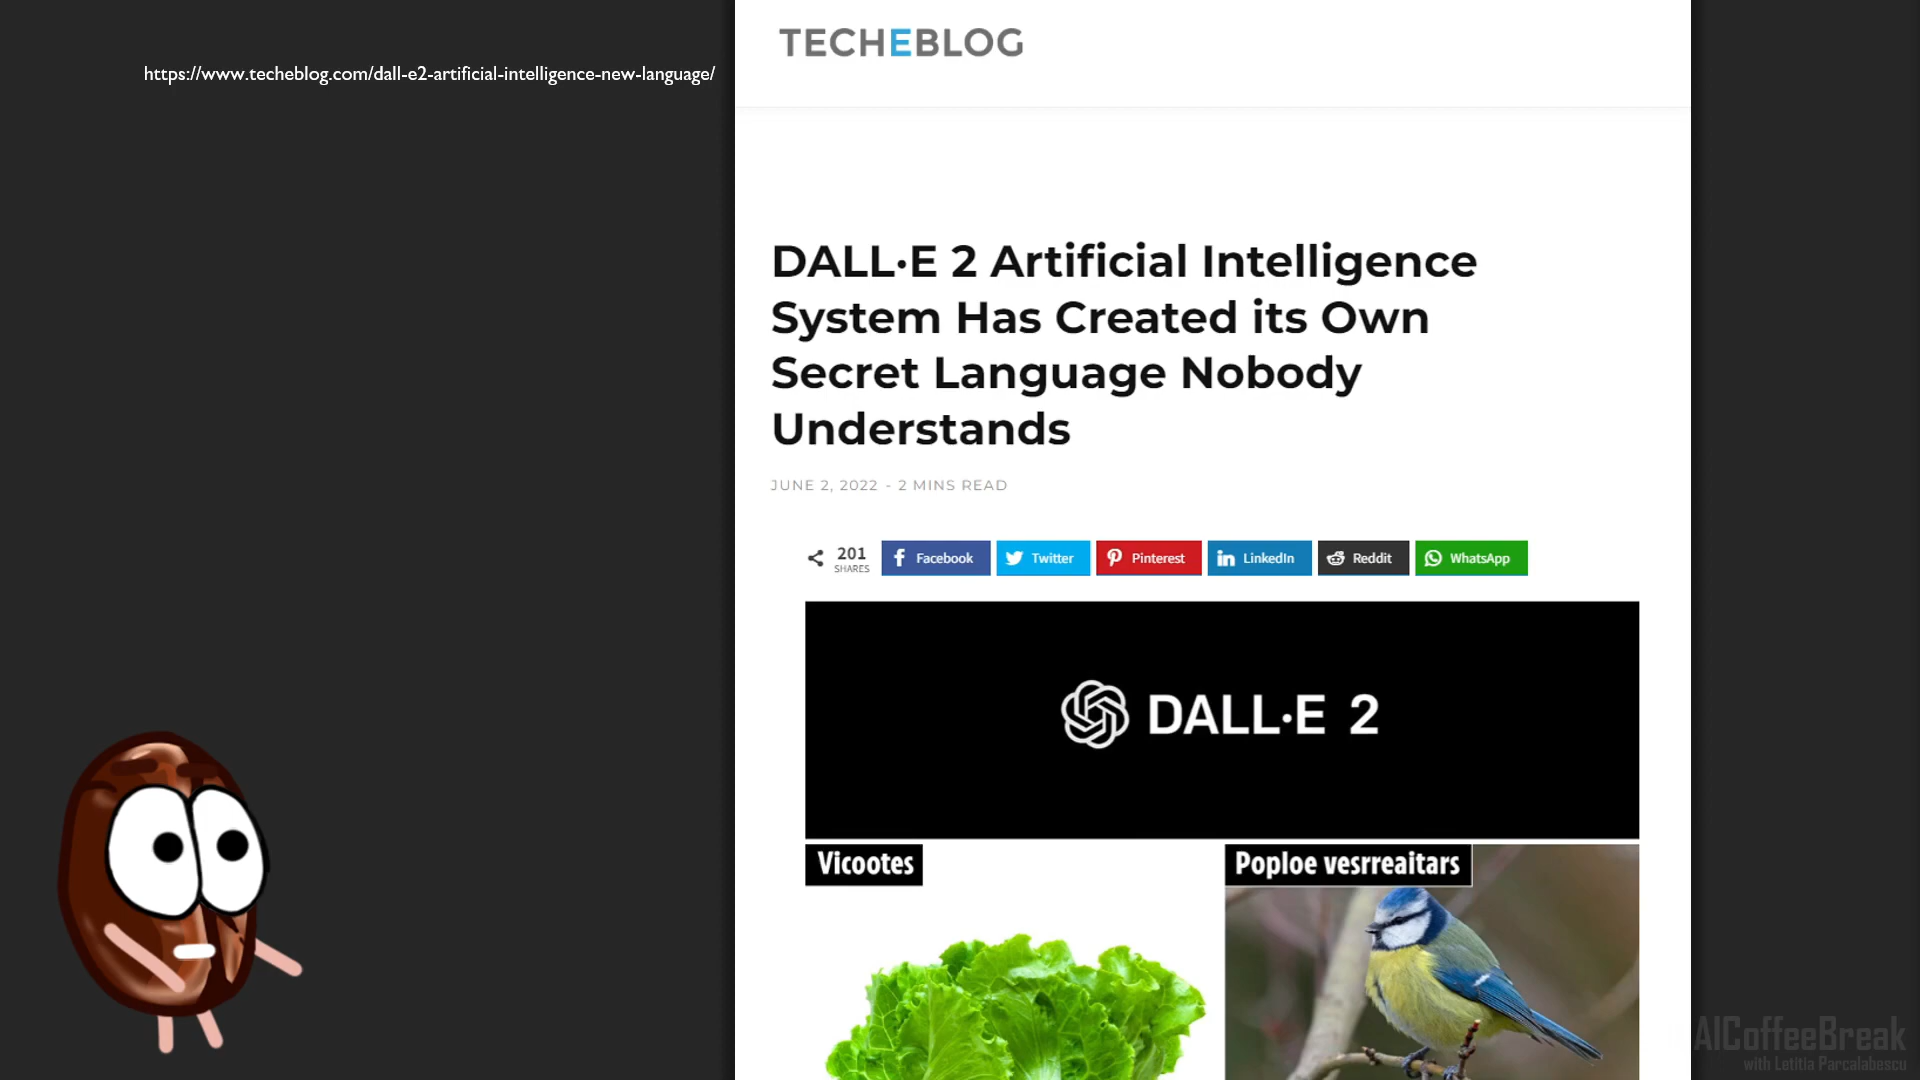 https://www.techeblog.com/dall-e2-artificial-intelligence-new-language/
TECHEBLOG
DALL·E 2 Artificial Intelligence
System Has Created its Own
Secret Language Nobody
Understands
JUNE 2, 2022 - 2 MINS READ
201
SHARES
Facebook
Twitter
Pinterest
LinkedIn
Reddit
WhatsApp
DALL·E 2
Vicootes
Poploe vesrreaitars
AICoffeeBreak
with Letitia Parcalabescu